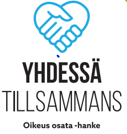 YHDESSÄ
TILLSAMMANS
Oikeus osata -hanke